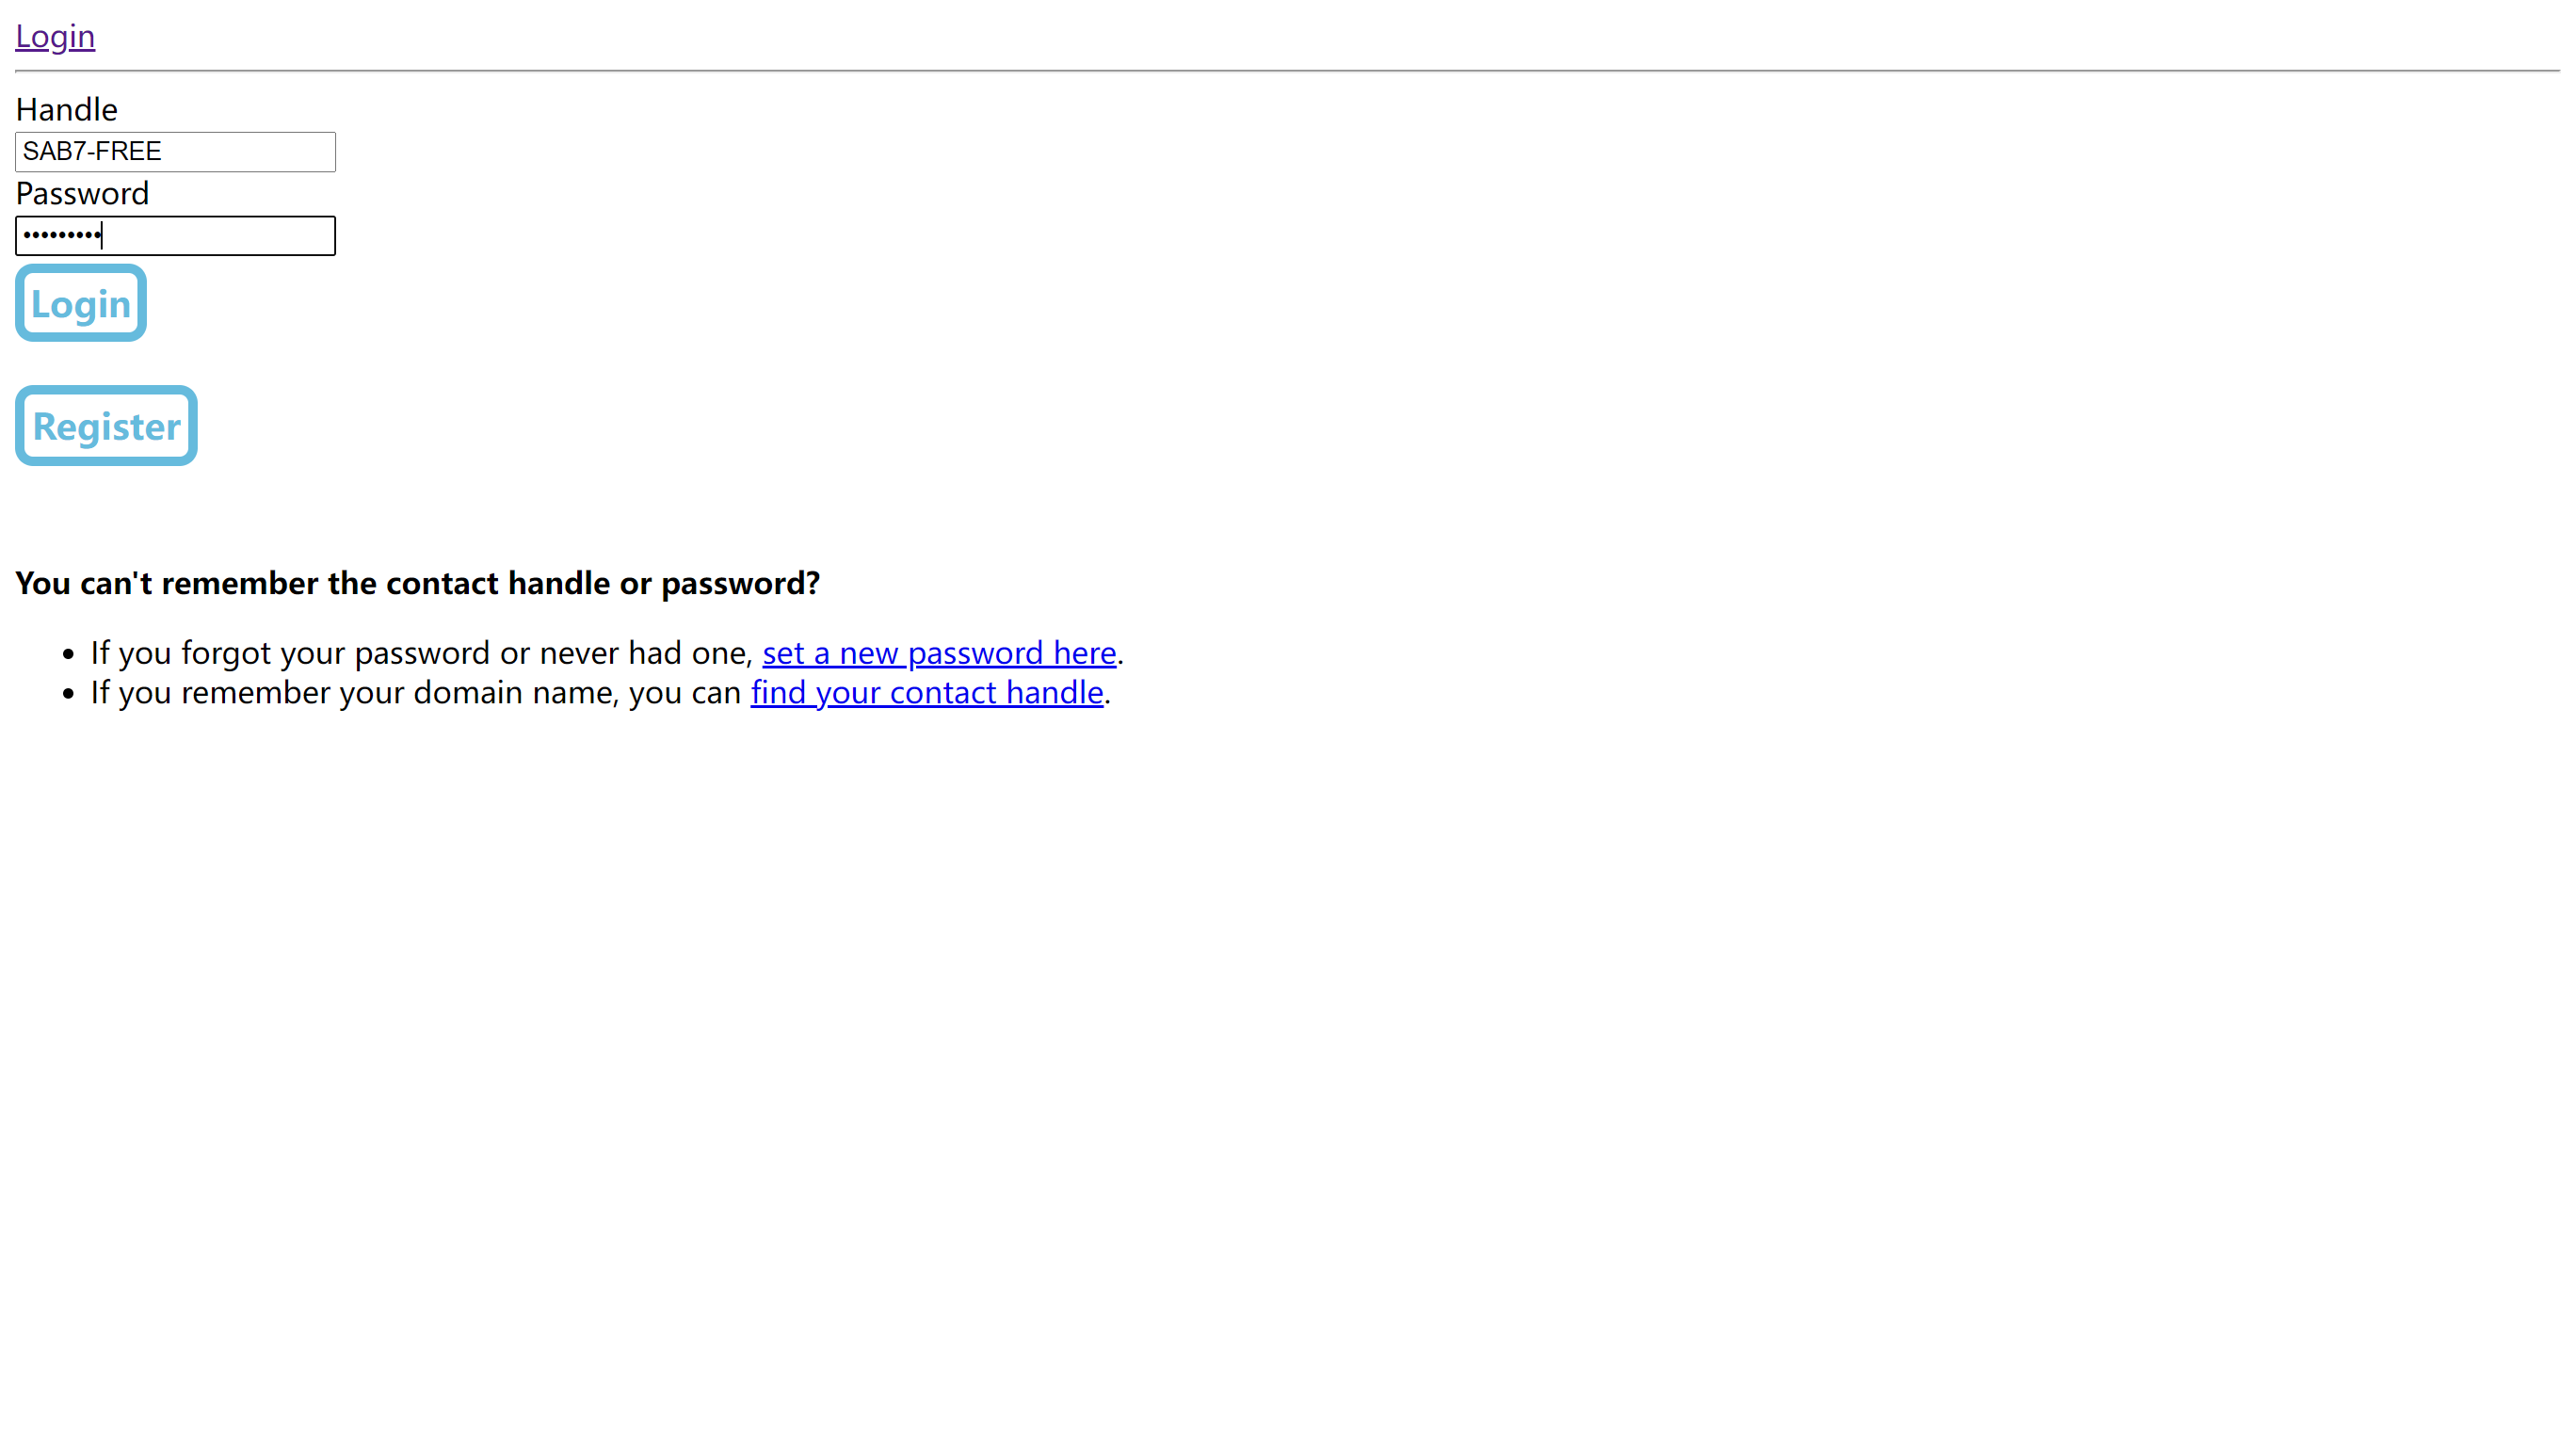 Login
Handle
SAB7-FREE
Password
•••••••••
Login
Register
You can't remember the contact handle or password?
• If you forgot your password or never had one, set a new password here.
• If you remember your domain name, you can find your contact handle.